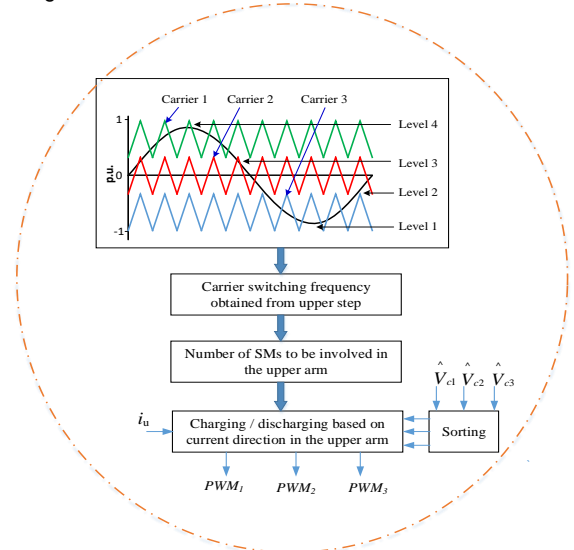 Carrier 1 Carrier 2 Carrier 3
1
Level 4
Level 3
p.u.
0
Level 2
Level 1
-1
Carrier switching frequency
obtained from upper step
Number of SMs to be involved in
the upper arm
V̂c1 V̂c2 V̂c3
iu
Charging / discharging based on
current direction in the upper arm
Sorting
PWM1 PWM2 PWM3